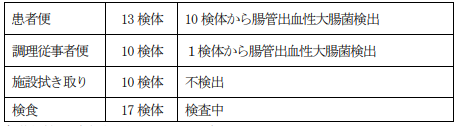 患者便 13 検体 10 検体から腸管出血性大腸菌検出
調理従事者便 10 検体 1検体から腸管出血性大腸菌検出
施設拭き取り 10 検体 不検出
検食 17 検体 検査中